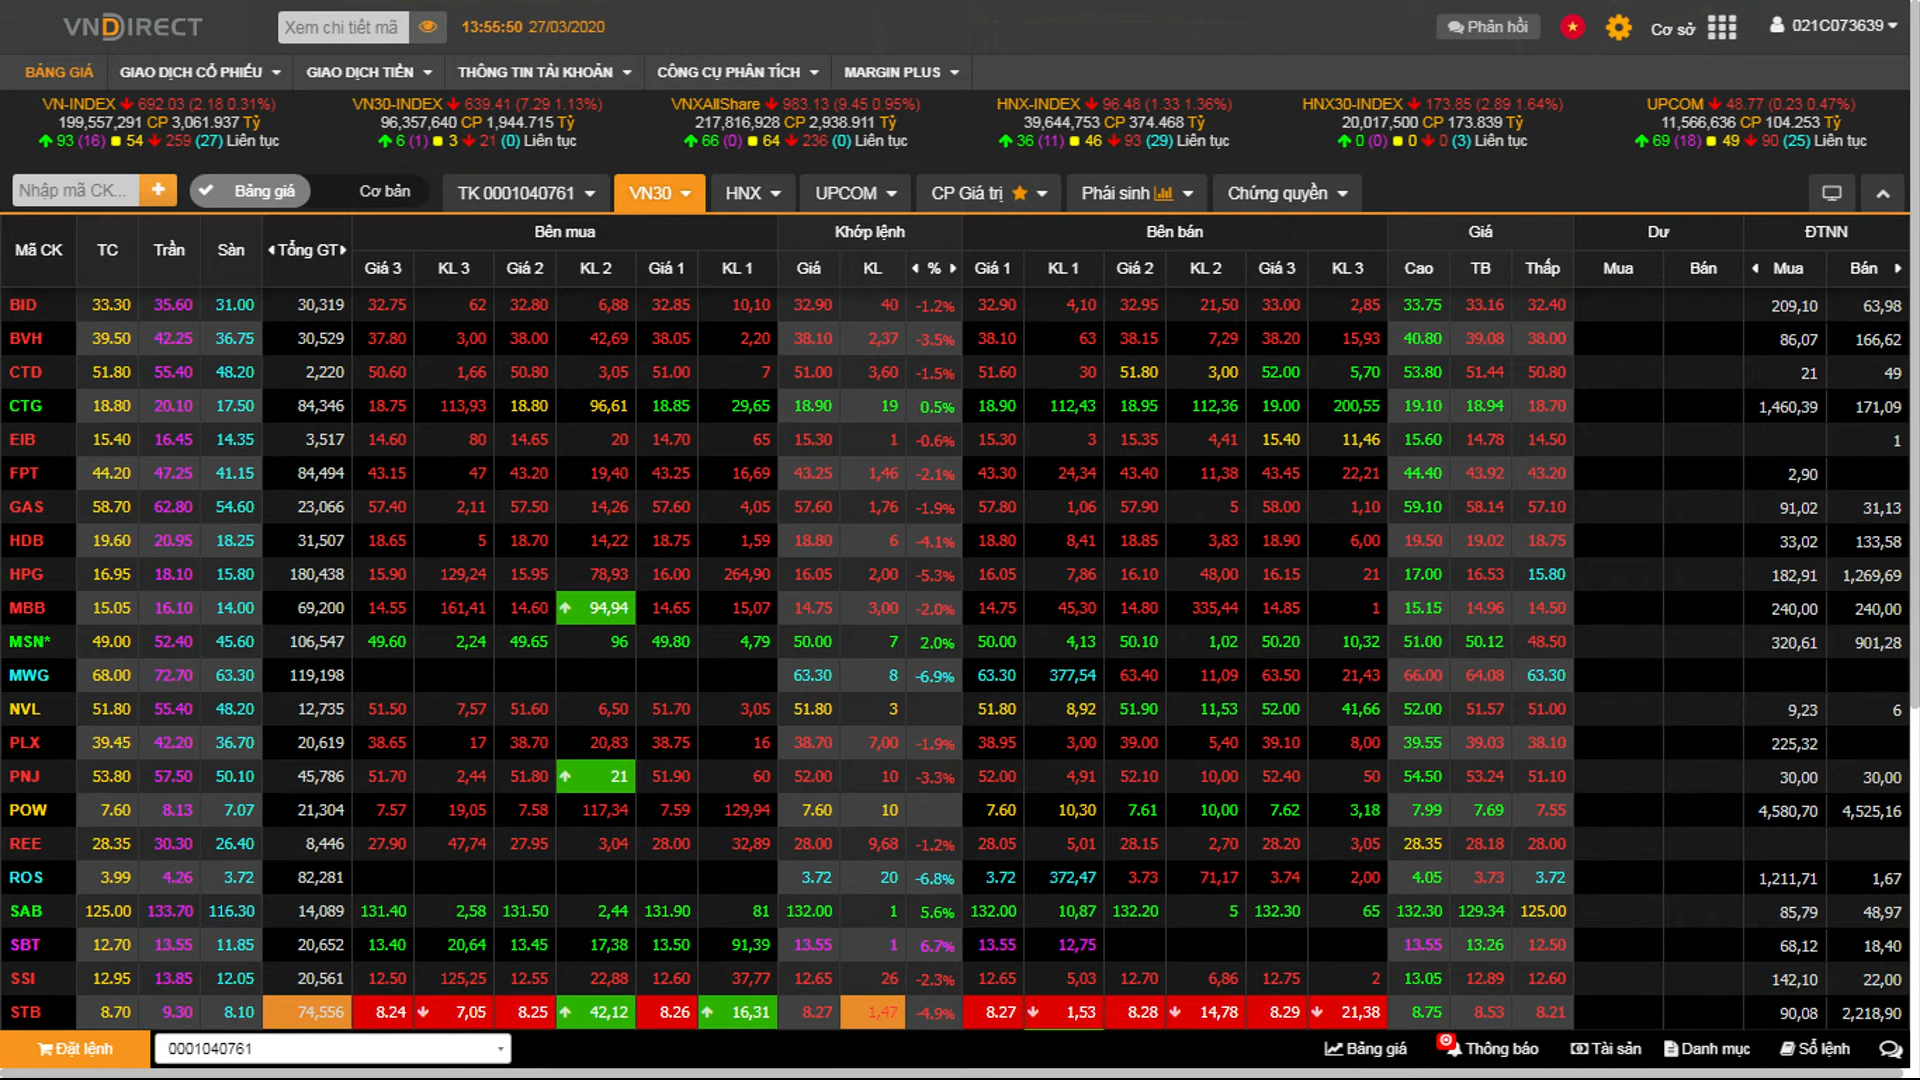 VNDIRECT Xem chi tiết mã 13:55:50 27/03/2020 Phản hồi Cơ sở 021C073639
BẢNG GIÁ GIAO DỊCH CỔ PHIẾU GIAO DỊCH TIỀN THÔNG TIN TÀI KHOẢN CÔNG CỤ PHÂN TÍCH MARGIN PLUS
VN-INDEX 692.03 (2.18 0.31%) VN30-INDEX 639.41 (7.29 1.13%) VNXAllShare 983.13 (9.45 0.95%) HNX-INDEX 96.48 (1.33 1.36%) HNX30-INDEX 173.85 (2.89 1.64%) UPCOM 48.77 (0.23 0.47%)
199,557,291 CP 3,061.937 Tỷ 96,357,640 CP 1,944.715 Tỷ 217,816,928 CP 2,938.911 Tỷ 39,644,753 CP 374.468 Tỷ 20,017,500 CP 173.839 Tỷ 11,566,636 CP 104.253 Tỷ
93 (16) 54 259 (27) Liên tục 6 (1) 3 21 (0) Liên tục 66 (0) 64 236 (0) Liên tục 36 (11) 46 93 (29) Liên tục 0 (0) 0 0 (3) Liên tục 69 (18) 49 90 (25) Liên tục
Nhập mã CK... + Bảng giá Cơ bản TK 0001040761 VN30 HNX UPCOM CP Giá trị Phái sinh Chứng quyền
Mã CK TC Trần Sàn Tổng GT Bên mua Khớp lệnh Bên bán Giá Dư ĐTNN
Giá 3 KL 3 Giá 2 KL 2 Giá 1 KL 1 Giá KL % Giá 1 KL 1 Giá 2 KL 2 Giá 3 KL 3 Cao TB Thấp Mua Bán Mua Bán
BID 33.30 35.60 31.00 30,319 32.75 62 32.80 6,88 32.85 10,10 32.90 40 -1.2% 32.90 4,10 32.95 21,50 33.00 2,85 33.75 33.16 32.40 209,10 63,98
BVH 39.50 42.25 36.75 30,529 37.80 3,00 38.00 42,69 38.05 2,20 38.10 2,37 -3.5% 38.10 63 38.15 7,29 38.20 15,93 40.80 39.08 38.00 86,07 166,62
CTD 51.80 55.40 48.20 2,220 50.60 1,66 50.80 3,05 51.00 7 51.00 3,60 -1.5% 51.60 30 51.80 3,00 52.00 5,70 53.80 51.44 50.80 21 49
CTG 18.80 20.10 17.50 84,346 18.75 113,93 18.80 96,61 18.85 29,65 18.90 19 0.5% 18.90 112,43 18.95 112,36 19.00 200,55 19.10 18.94 18.70 1,460,39 171,09
EIB 15.40 16.45 14.35 3,517 14.60 80 14.65 20 14.70 65 15.30 1 -0.6% 15.30 3 15.35 4,41 15.40 11,46 15.60 14.78 14.50 1
FPT 44.20 47.25 41.15 84,494 43.15 47 43.20 19,40 43.25 16,69 43.25 1,46 -2.1% 43.30 24,34 43.40 11,38 43.45 22,21 44.40 43.92 43.20 2,90
GAS 58.70 62.80 54.60 23,066 57.40 2,11 57.50 14,26 57.60 4,05 57.60 1,76 -1.9% 57.80 1,06 57.90 5 58.00 1,10 59.10 58.14 57.10 91,02 31,13
HDB 19.60 20.95 18.25 31,507 18.65 5 18.70 14,22 18.75 1,59 18.80 6 -4.1% 18.80 8,41 18.85 3,83 18.90 6,00 19.50 19.02 18.75 33,02 133,58
HPG 16.95 18.10 15.80 180,438 15.90 129,24 15.95 78,93 16.00 264,90 16.05 2,00 -5.3% 16.05 7,86 16.10 48,00 16.15 21 17.00 16.53 15.80 182,91 1,269,69
MBB 15.05 16.10 14.00 69,200 14.55 161,41 14.60 94,94 14.65 15,07 14.75 3,00 -2.0% 14.75 45,30 14.80 335,44 14.85 1 15.15 14.96 14.50 240,00 240,00
MSN* 49.00 52.40 45.60 106,547 49.60 2,24 49.65 96 49.80 4,79 50.00 7 2.0% 50.00 4,13 50.10 1,02 50.20 10,32 51.00 50.12 48.50 320,61 901,28
MWG 68.00 72.70 63.30 119,198 63.30 8 -6.9% 63.30 377,54 63.40 11,09 63.50 21,43 66.00 64.08 63.30
NVL 51.80 55.40 48.20 12,735 51.50 7,57 51.60 6,50 51.70 3,05 51.80 3 51.80 8,92 51.90 11,53 52.00 41,66 52.00 51.57 51.00 9,23 6
PLX 39.45 42.20 36.70 20,619 38.65 17 38.70 20,83 38.75 16 38.70 7,00 -1.9% 38.95 3,00 39.00 5,40 39.10 8,00 39.55 39.03 38.10 225,32
PNJ 53.80 57.50 50.10 45,786 51.70 2,44 51.80 21 51.90 60 52.00 10 -3.3% 52.00 4,91 52.10 10,00 52.40 50 54.50 53.24 51.10 30,00 30,00
POW 7.60 8.13 7.07 21,304 7.57 19,05 7.58 117,34 7.59 129,94 7.60 10 7.60 10,30 7.61 10,00 7.62 3,18 7.99 7.69 7.55 4,580,70 4,525,16
REE 28.35 30.30 26.40 8,446 27.90 47,74 27.95 3,04 28.00 32,89 28.00 9,68 -1.2% 28.05 5,01 28.15 2,70 28.20 3,05 28.35 28.18 28.00
ROS 3.99 4.26 3.72 82,281 3.72 20 -6.8% 3.72 372,47 3.73 71,17 3.74 2,00 4.05 3.73 3.72 1,211,71 1,67
SAB 125.00 133.70 116.30 14,089 131.40 2,58 131.50 2,44 131.90 81 132.00 1 5.6% 132.00 10,87 132.20 5 132.30 65 132.30 129.34 125.00 85,79 48,97
SBT 12.70 13.55 11.85 20,652 13.40 20,64 13.45 17,38 13.50 91,39 13.55 1 6.7% 13.55 12,75 13.55 13.26 12.50 68,12 18,40
SSI 12.95 13.85 12.05 20,561 12.50 125,25 12.55 22,88 12.60 37,77 12.65 26 -2.3% 12.65 5,03 12.70 6,86 12.75 2 13.05 12.89 12.60 142,10 22,00
STB 8.70 9.30 8.10 74,556 8.24 7,05 8.25 42,12 8.26 16,31 8.27 1,47 -4.9% 8.27 1,53 8.28 14,78 8.29 21,38 8.75 8.53 8.21 90,08 2,218,90
Đặt lệnh 0001040761 Bảng giá 0 Thông báo Tài sản Danh mục Sổ lệnh